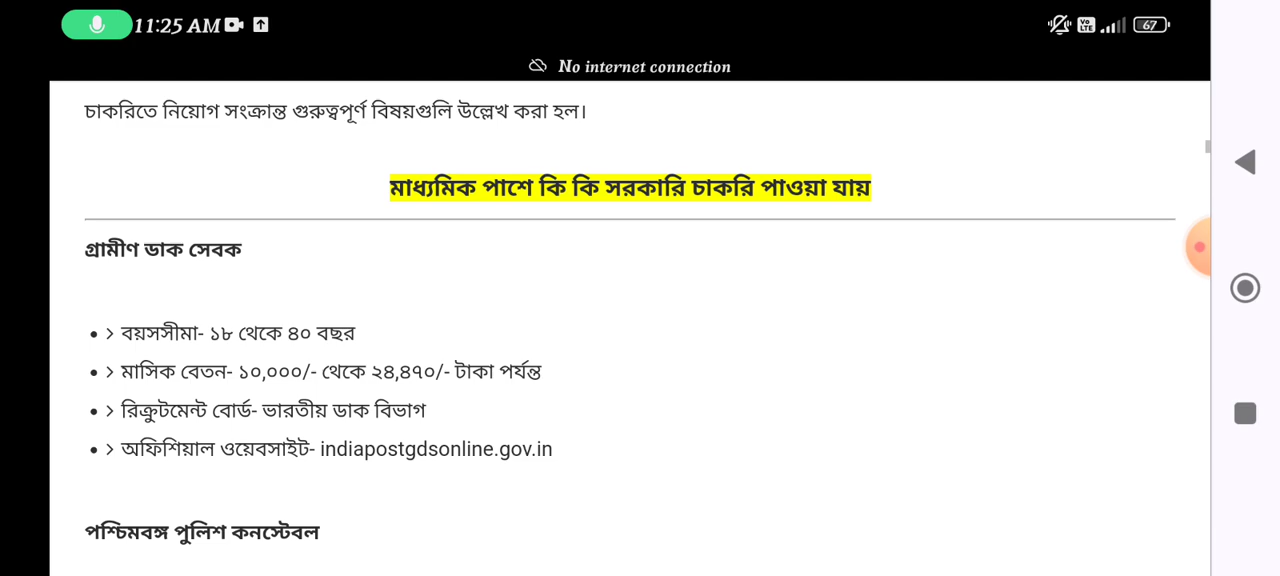 11:25 AM
Vo LTE
67
No internet connection
চাকরিতে নিয়োগ সংক্রান্ত গুরুত্বপূর্ণ বিষয়গুলি উল্লেখ করা হল।
মাধ্যমিক পাশে কি কি সরকারি চাকরি পাওয়া যায়
গ্রামীণ ডাক সেবক
• > বয়সসীমা- ১৮ থেকে ৪০ বছর
• > মাসিক বেতন- ১০,০০০/- থেকে ২৪,৪৭০/- টাকা পর্যন্ত
• > রিক্রুটমেন্ট বোর্ড- ভারতীয় ডাক বিভাগ
• > অফিশিয়াল ওয়েবসাইট- indiapostgdsonline.gov.in
পশ্চিমবঙ্গ পুলিশ কনস্টেবল